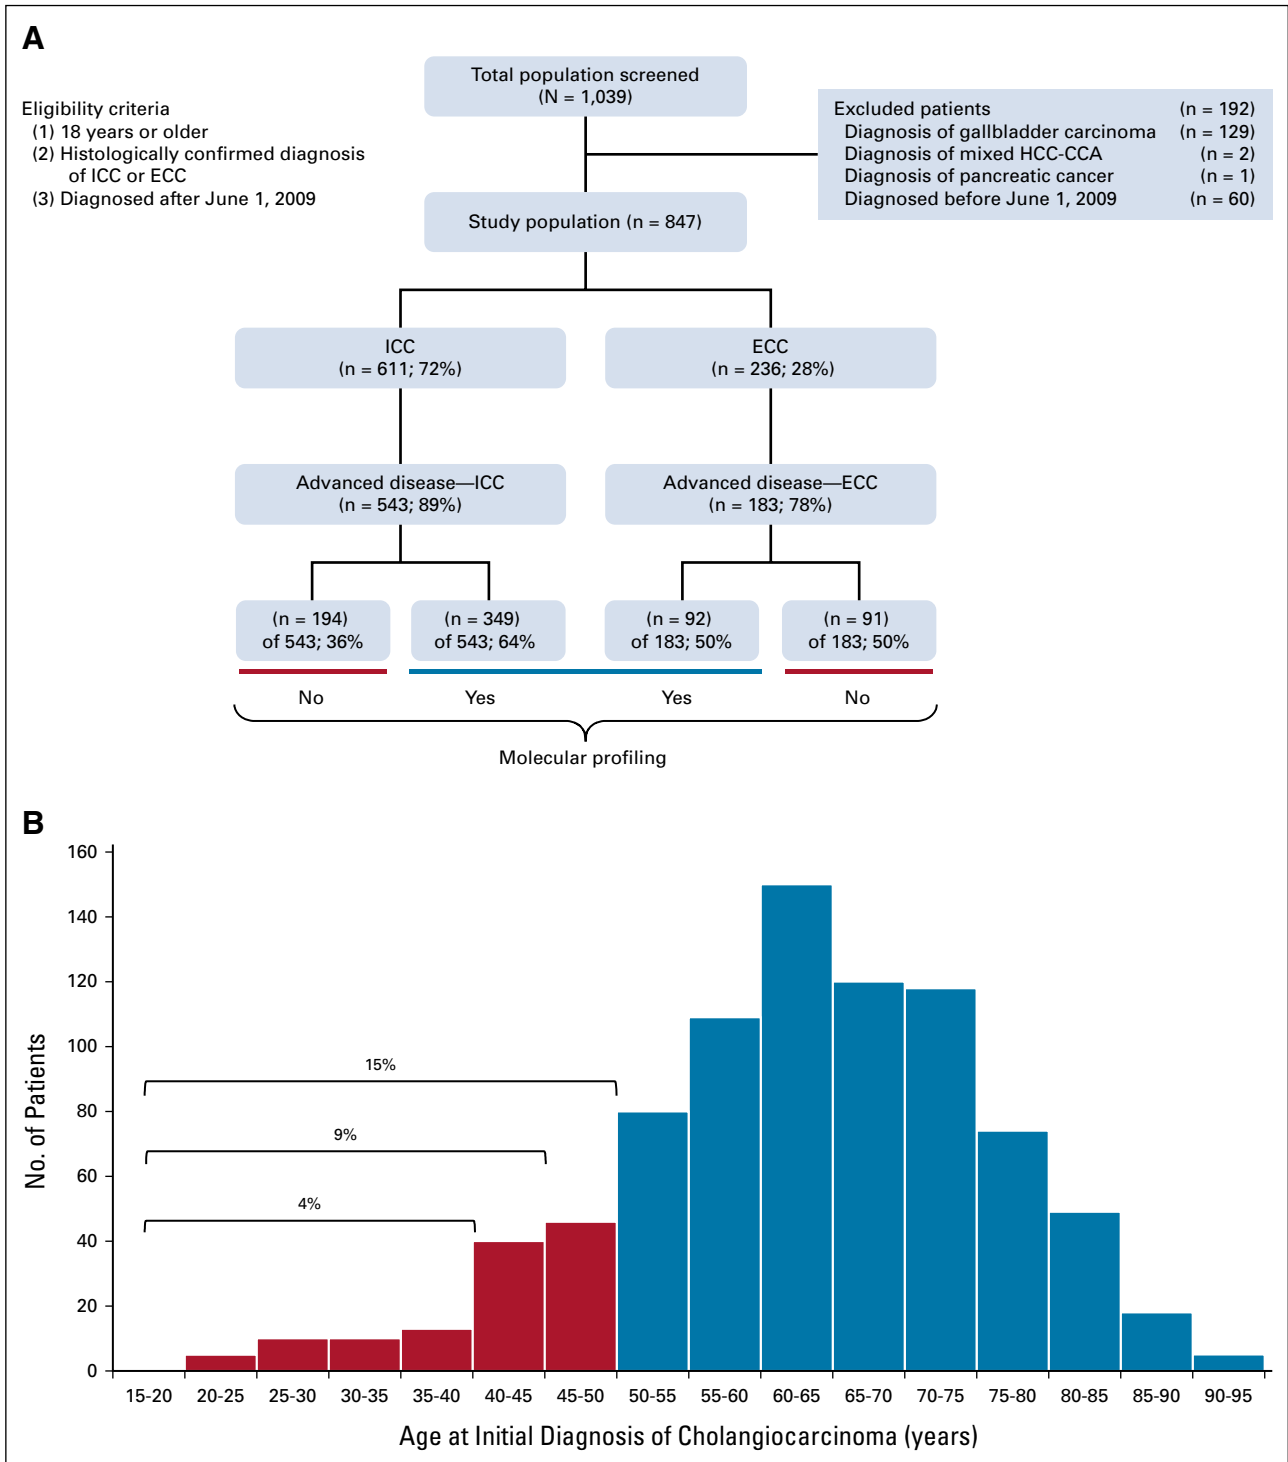 A
Total population screened
(N = 1,039)
Eligibility criteria
(1) 18 years or older
(2) Histologically confirmed diagnosis
of ICC or ECC
(3) Diagnosed after June 1, 2009
Excluded patients (n = 192)
Diagnosis of gallbladder carcinoma (n = 129)
Diagnosis of mixed HCC-CCA (n = 2)
Diagnosis of pancreatic cancer (n = 1)
Diagnosed before June 1, 2009 (n = 60)
Study population (n = 847)
ICC
(n = 611; 72%)
ECC
(n = 236; 28%)
Advanced disease—ICC
(n = 543; 89%)
Advanced disease—ECC
(n = 183; 78%)
(n = 194)
of 543; 36%
(n = 349)
of 543; 64%
(n = 92)
of 183; 50%
(n = 91)
of 183; 50%
No
Yes
Yes
No
Molecular profiling
B
No. of Patients
160
140
120
100
80
60
40
20
0
15%
9%
4%
15-20
20-25
25-30
30-35
35-40
40-45
45-50
50-55
55-60
60-65
65-70
70-75
75-80
80-85
85-90
90-95
Age at Initial Diagnosis of Cholangiocarcinoma (years)